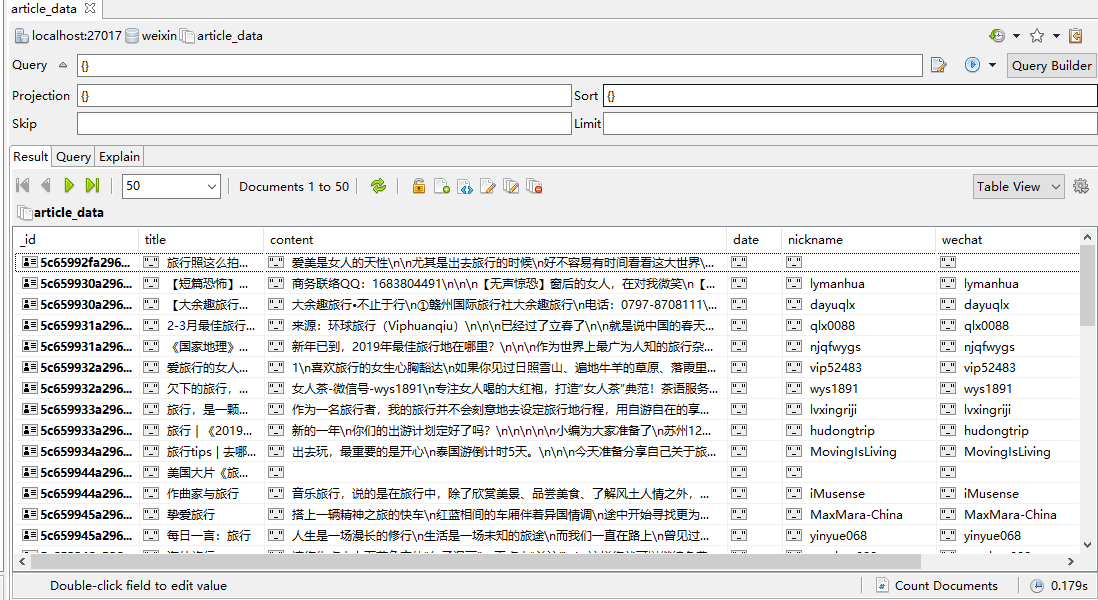 article_data
localhost:27017 weixin article_data
Query {} Query Builder
Projection {} Sort {}
Skip Limit
Result Query Explain
50 Documents 1 to 50 Table View
article_data
_id title content date nickname wechat
5c65992fa296... 旅行照这么拍... 爱美是女人的天性\n\n尤其是出去旅行的时候\n好不容易有时间看看这大世界\...
5c659930a296... 【短篇恐怖】... 商务联络QQ：1683804491\n\n\n【无声惊恐】窗后的女人，在对我微笑\n【... lymanhua lymanhua
5c659930a296... 【大余趣旅行... 大余趣旅行•不止于行\n①赣州国际旅行社大余趣旅行\n电话：0797-8708111\... dayuqlx dayuqlx
5c659931a296... 2-3月最佳旅行... 来源：环球旅行（Viphuanqiu）\n\n\n已经过了立春了\n\n就是说中国的春天... qlx0088 qlx0088
5c659931a296... 《国家地理》... 新年已到，2019年最佳旅行地在哪里？\n\n\n作为世界上最广为人知的旅行杂... njqfwygs njqfwygs
5c659932a296... 爱旅行的女人... 1\n喜欢旅行的女生心胸豁达\n如果你见过日照雪山、遍地牛羊的草原、落霞里... vip52483 vip52483
5c659932a296... 欠下的旅行，... 女人茶-微信号-wys1891\n专注女人喝的大红袍，打造“女人茶”典范！茶语服务... wys1891 wys1891
5c659933a296... 旅行，是一颗... 作为一名旅行者，我的旅行并不会刻意地去设定旅行地行程，用自游自在的享... lvxingriji lvxingriji
5c659933a296... 旅行 | 《2019... 新的一年\n你们的出游计划定好了吗？\n\n\n\n\n小编为大家准备了\n苏州12... hudongtrip hudongtrip
5c659934a296... 旅行tips | 去哪... 出去玩，最重要的是开心\n泰国游倒计时5天。\n\n\n今天准备分享自己关于旅... MovingIsLiving MovingIsLiving
5c659944a296... 美国大片《旅...
5c659944a296... 作曲家与旅行 音乐旅行，说的是在旅行中，除了欣赏美景、品尝美食、了解风土人情之外，... iMusense iMusense
5c659945a296... 挚爱旅行 搭上一辆精神之旅的快车\n红蓝相间的车厢伴着异国情调\n途中开始寻找更为... MaxMara-China MaxMara-China
5c659945a296... 每日一言：旅行 人生是一场漫长的修行\n生活是一场未知的旅途\n而我们一直在路上\n曾见过... yinyue068 yinyue068
Double-click field to edit value Count Documents 0.179s